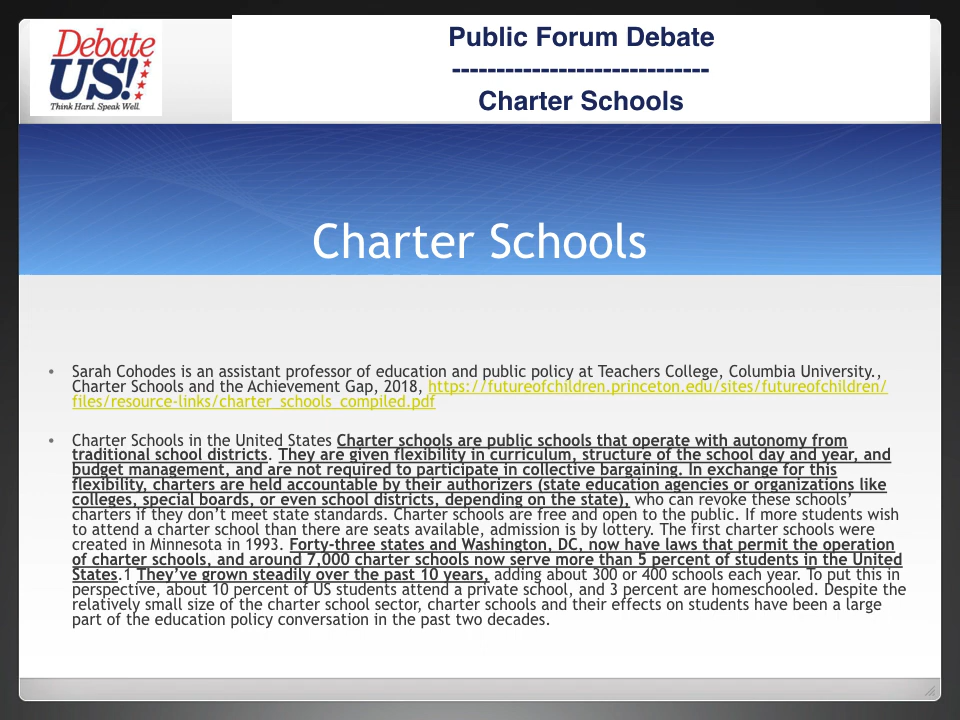 Debate
US!
Think Hard. Speak Well.
Public Forum Debate
-----------------------------
Charter Schools
Charter Schools
• Sarah Cohodes is an assistant professor of education and public policy at Teachers College, Columbia University.,
Charter Schools and the Achievement Gap, 2018, https://futureofchildren.princeton.edu/sites/futureofchildren/
files/resource-links/charter_schools_compiled.pdf
• Charter Schools in the United States Charter schools are public schools that operate with autonomy from
traditional school districts. They are given flexibility in curriculum, structure of the school day and year, and
budget management, and are not required to participate in collective bargaining. In exchange for this
flexibility, charters are held accountable by their authorizers (state education agencies or organizations like
colleges, special boards, or even school districts, depending on the state), who can revoke these schools’
charters if they don’t meet state standards. Charter schools are free and open to the public. If more students wish
to attend a charter school than there are seats available, admission is by lottery. The first charter schools were
created in Minnesota in 1993. Forty-three states and Washington, DC, now have laws that permit the operation
of charter schools, and around 7,000 charter schools now serve more than 5 percent of students in the United
States.1 They’ve grown steadily over the past 10 years, adding about 300 or 400 schools each year. To put this in
perspective, about 10 percent of US students attend a private school, and 3 percent are homeschooled. Despite the
relatively small size of the charter school sector, charter schools and their effects on students have been a large
part of the education policy conversation in the past two decades.